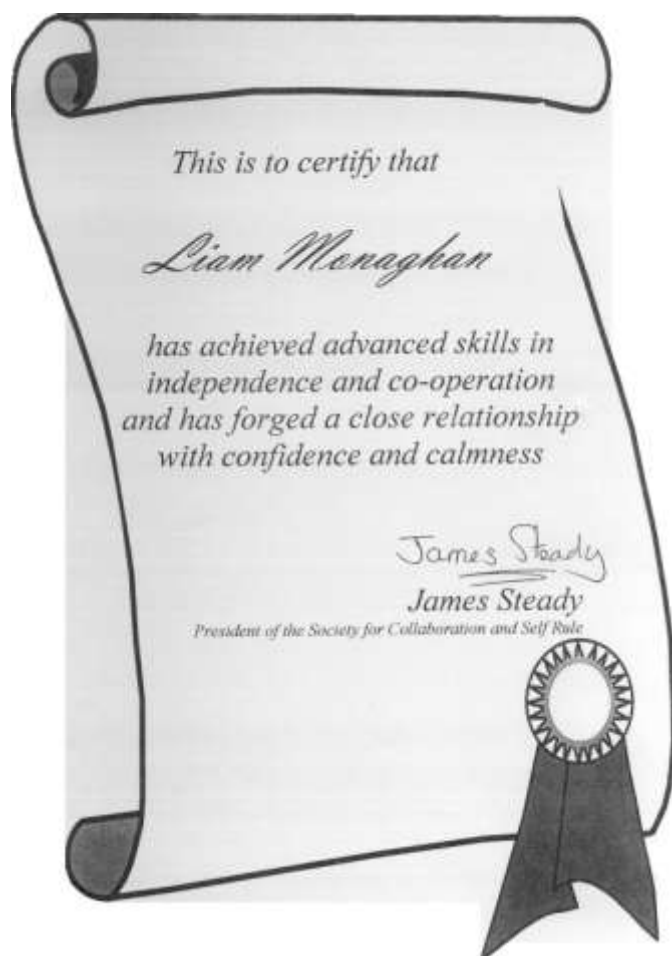 This is to certify that
Liam Monaghan
has achieved advanced skills in
independence and co-operation
and has forged a close relationship
with confidence and calmness
James Steady
James Steady
President of the Society for Collaboration and Self Rule